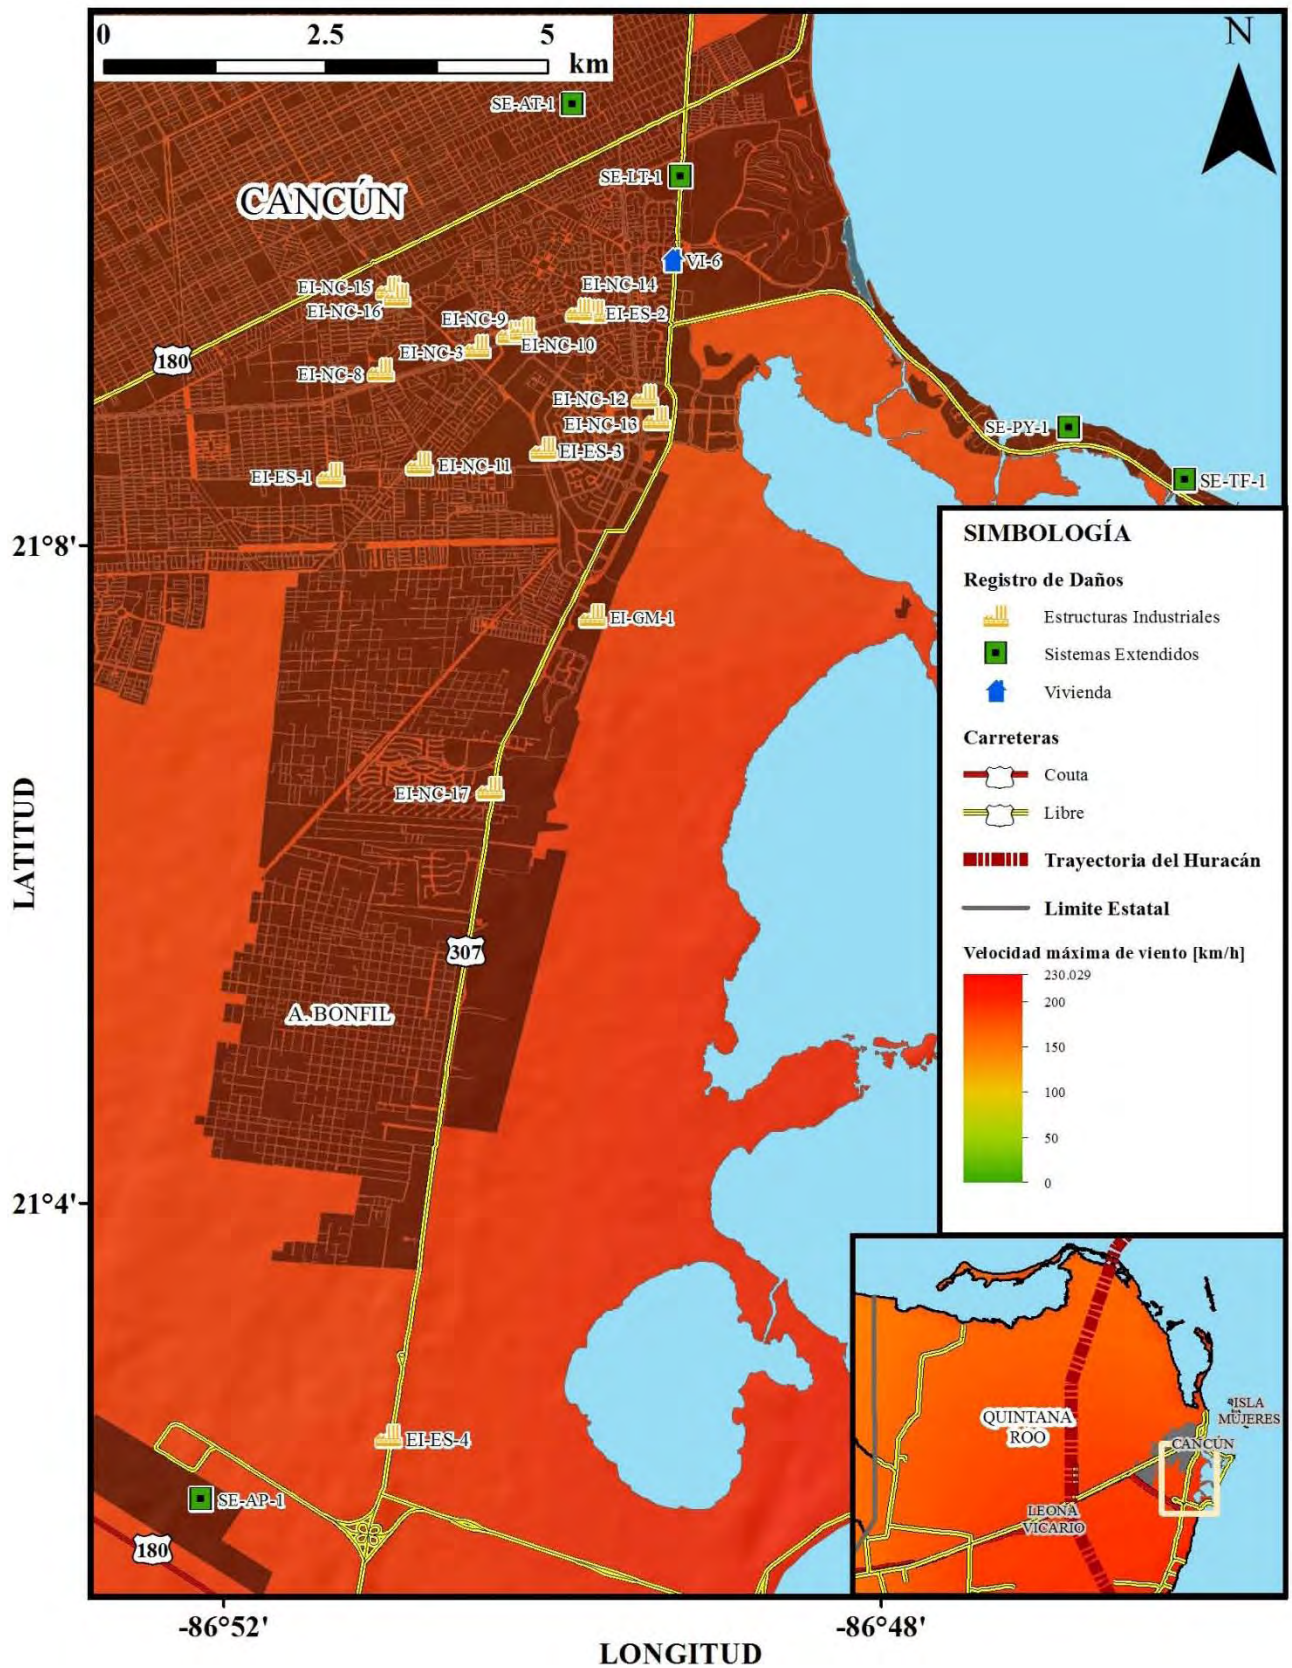 0 2.5 5
km
N
SE-AT-1
SE-LT-1
CANCÚN
VI-6
EI-NC-15
EI-NC-14
EI-NC-16
EI-NC-9
EI-ES-2
EI-NC-10
EI-NC-3
180
EI-NC-8
EI-NC-12
EI-NC-13
SE-PY-1
EI-ES-3
EI-NC-11
EI-ES-1
SE-TF-1
21°8'
EI-GM-1
EI-NC-17
LATITUD
307
A. BONFIL
21°4'
EI-ES-4
SE-AP-1
180
-86°52'
-86°48'
LONGITUD
SIMBOLOGÍA
Registro de Daños
Estructuras Industriales
Sistemas Extendidos
Vivienda
Carreteras
Couta
Libre
Trayectoria del Huracán
Limite Estatal
Velocidad máxima de viento [km/h]
230.029
200
150
100
50
0
QUINTANA
ROO
ISLA
MUJERES
CANCÚN
LEONA
VICARIO